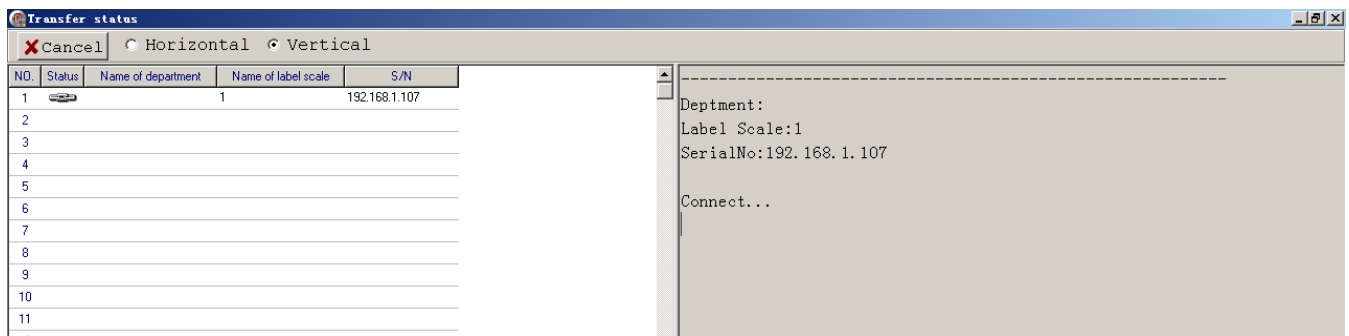 Transfer status
Cancel Horizontal Vertical
NO. Status Name of department Name of label scale S/N
1 1 192.168.1.107
2
3
4
5
6
7
8
9
10
11
--------------------------------------------------------------
Deptment:
Label Scale:1
SerialNo:192.168.1.107
Connect...